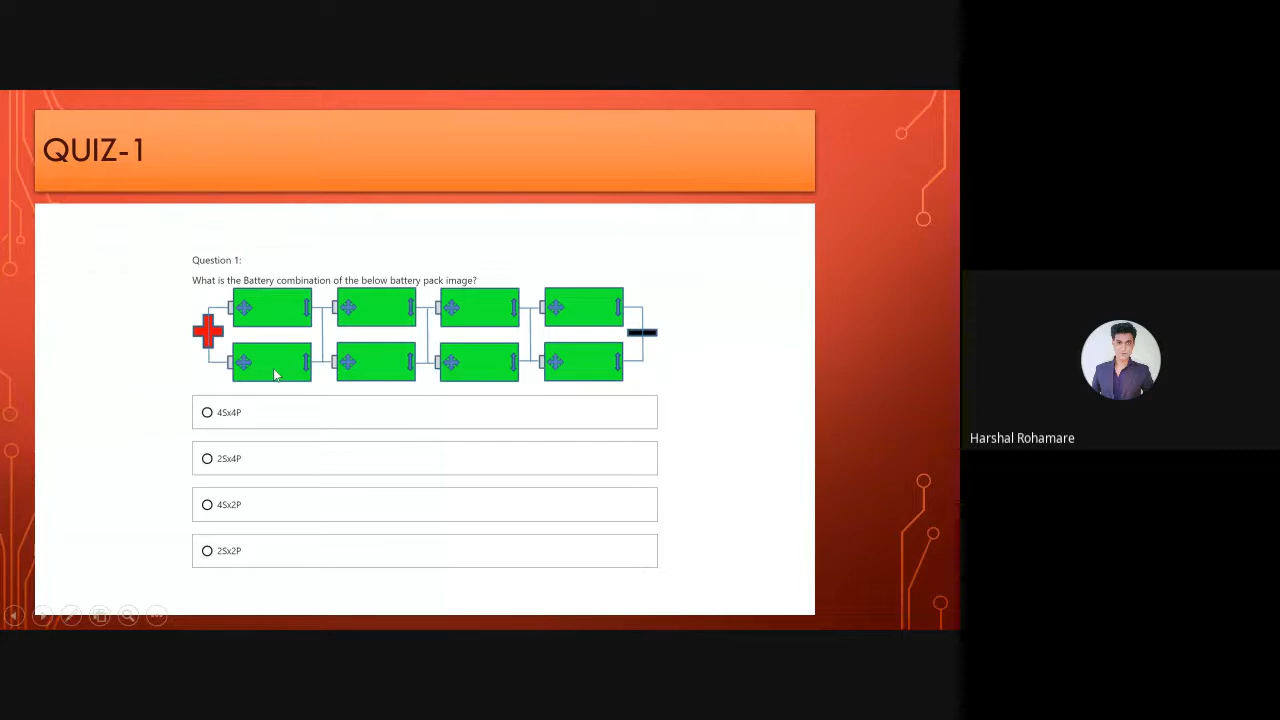 QUIZ-1
Question 1:
What is the Battery combination of the below battery pack image?
4Sx4P
2Sx4P
4Sx2P
2Sx2P
Harshal Rohamare